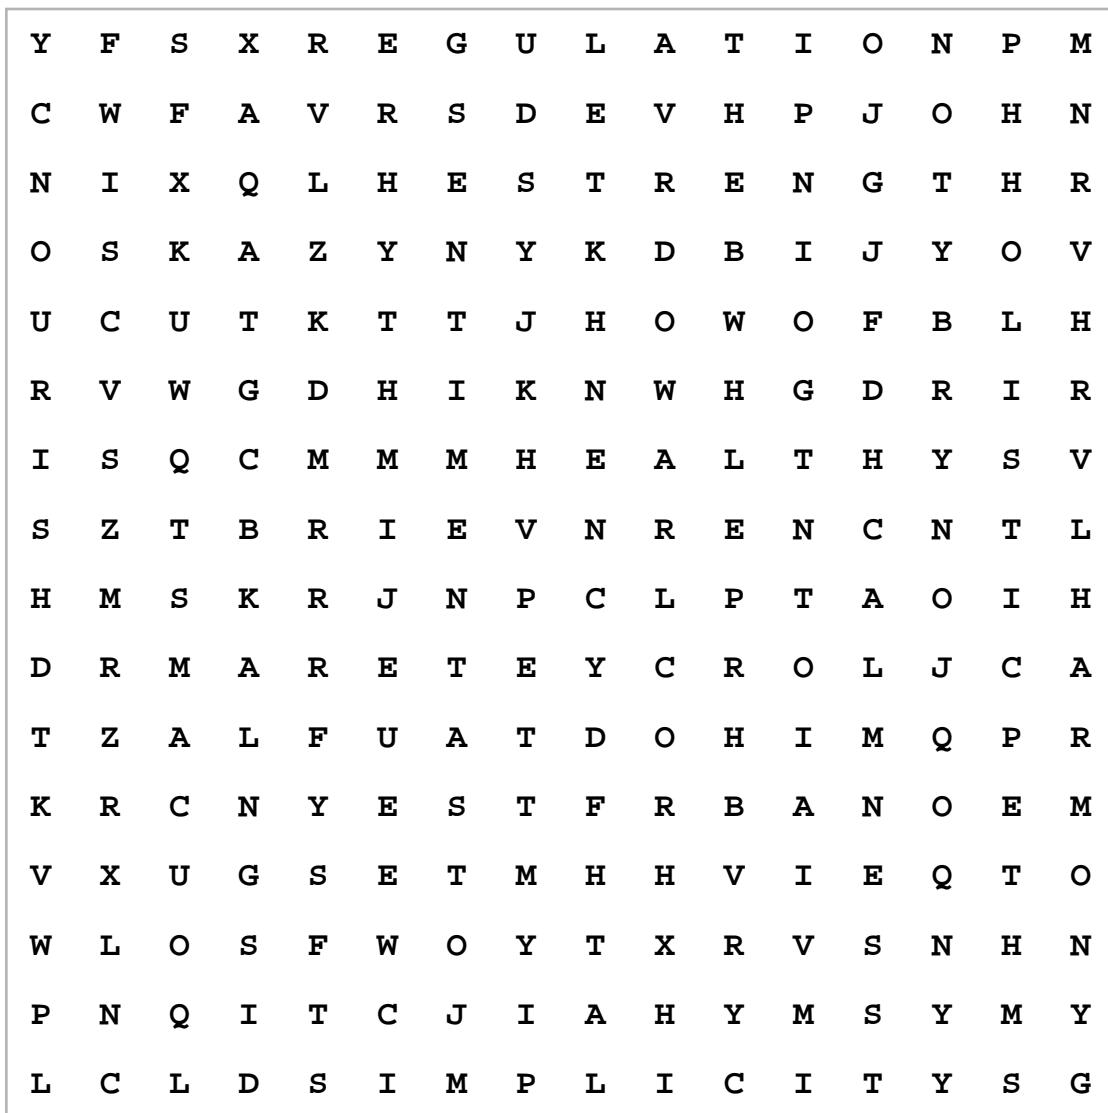 Y F S X R E G U L A T I O N P M
C W F A V R S D E V H P J O H N
N I X Q L H E S T R E N G T H R
O S K A Z Y N Y K D B I J Y O V
U C U T K T T J H O W O F B L H
R V W G D H I K N W H G D R I R
I S Q C M M M H E A L T H Y S V
S Z T B R I E V N R E N C N T L
H M S K R J N P C L P T A O I H
D R M A R E T E Y C R O L J C A
T Z A L F U A T D O H I M Q P R
K R C N Y E S T F R B A N O E M
V X U G S E T M H H V I E Q T O
W L O S F W O Y T X R V S N H N
P N Q I T C J I A H Y M S Y M Y
L C L D S I M P L I C I T Y S G